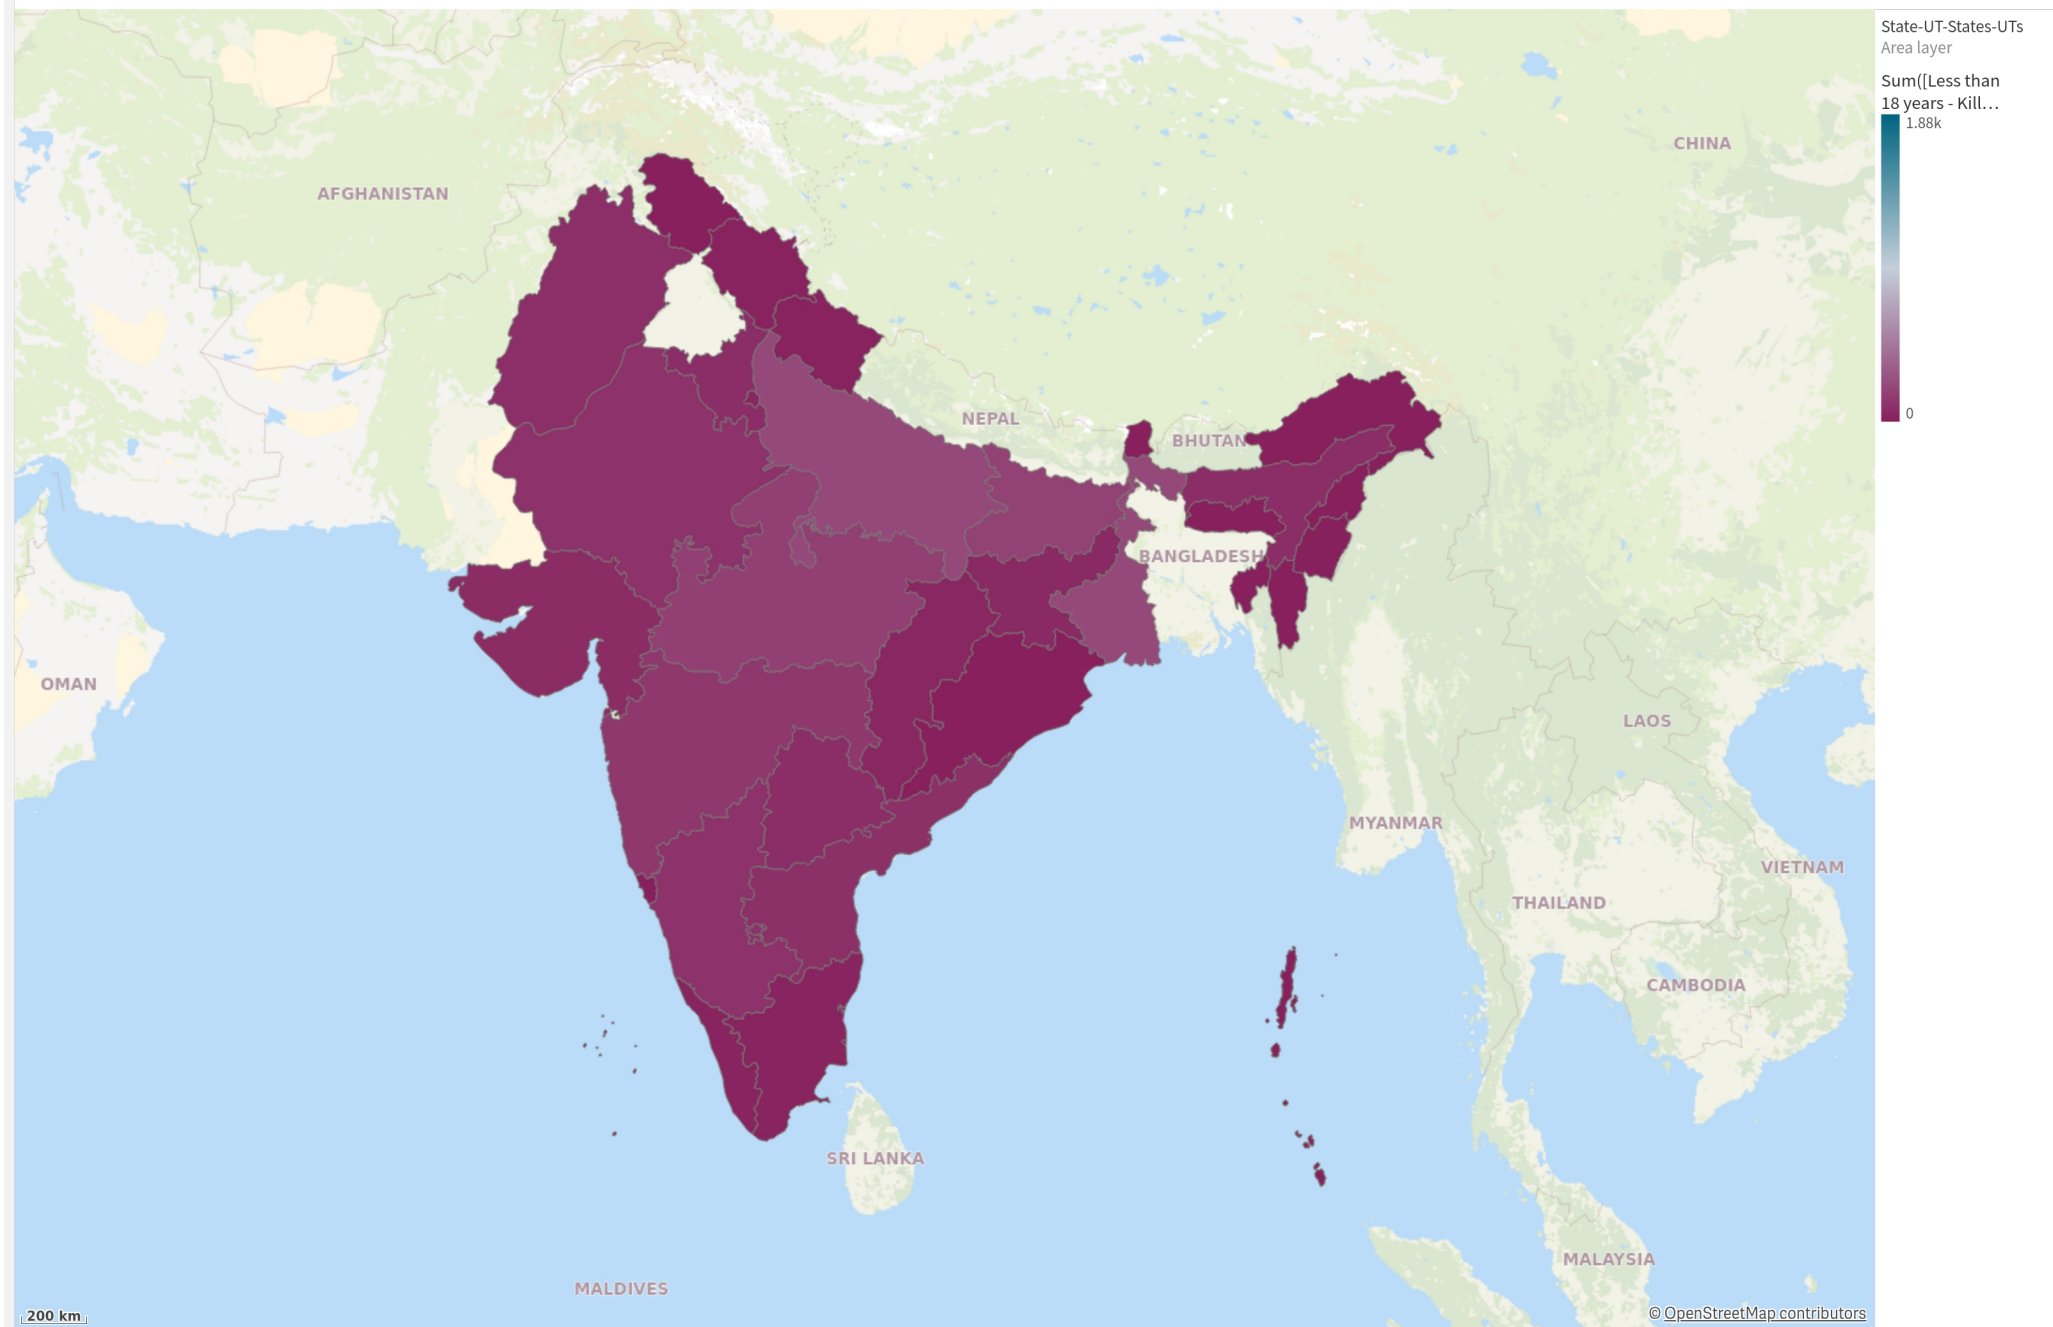 State-UT-States-UTs
Area layer
Sum([Less than
18 years - Kill...
1.88k
0
CHINA
AFGHANISTAN
NEPAL
BHUTAN
BANGLADESH
OMAN
LAOS
MYANMAR
VIETNAM
THAILAND
CAMBODIA
SRI LANKA
MALAYSIA
MALDIVES
200 km
© OpenStreetMap contributors